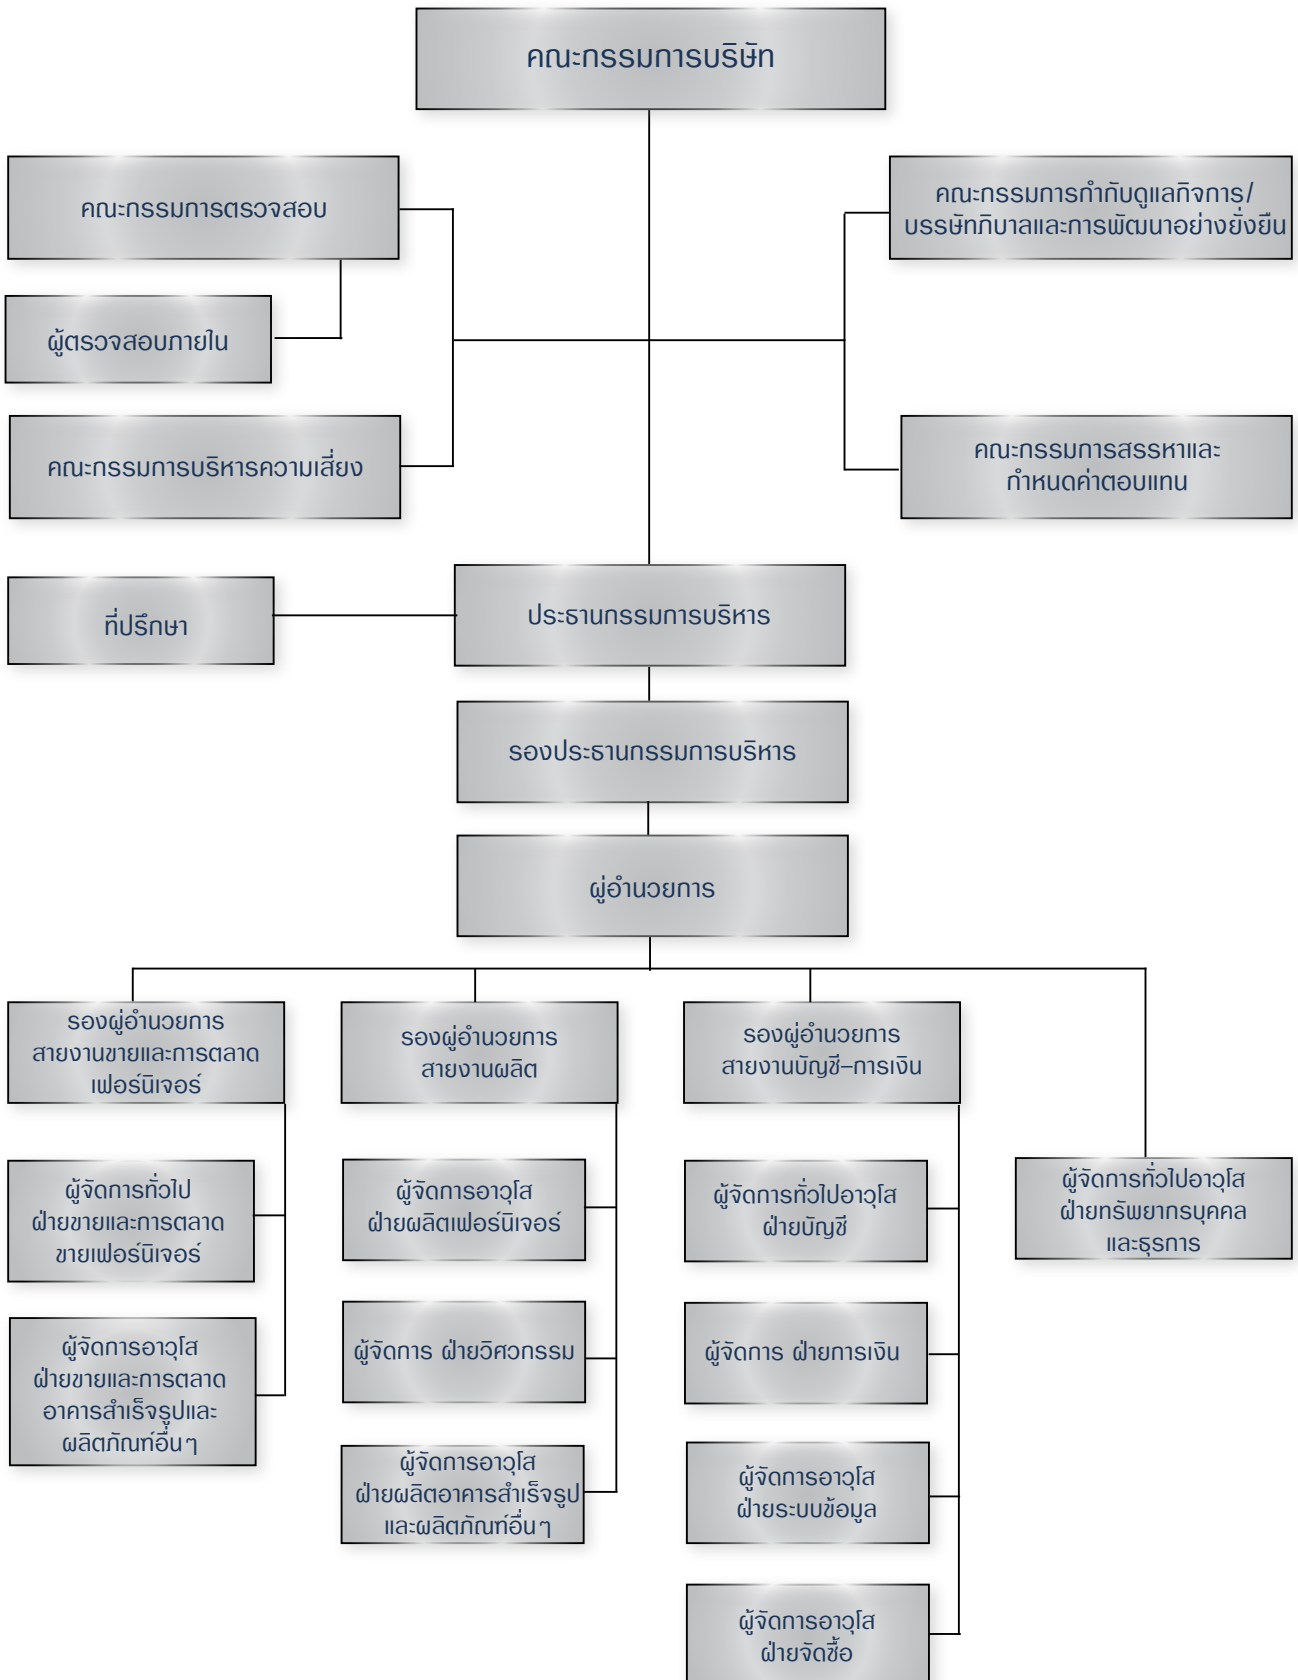 คณะกรรมการบริษัท
คณะกรรมการตรวจสอบ
คณะกรรมการกำกับดูแลกิจการ/
บรรษัทภิบาลและการพัฒนาอย่างยั่งยืน
ผู้ตรวจสอบภายใน
คณะกรรมการบริหารความเสี่ยง
คณะกรรมการสรรหาและ
กำหนดค่าตอบแทน
ที่ปรึกษา
ประธานกรรมการบริหาร
รองประธานกรรมการบริหาร
ผู่อำนวยการ
รองผู่อำนวยการ
สายงานขายและการตลาด
เฟอร์นิเจอร์
รองผู่อำนวยการ
สายงานผลิต
รองผู่อำนวยการ
สายงานบัญชี–การเงิน
ผู้จัดการทั่วไป
ฝ่ายขายและการตลาด
ขายเฟอร์นิเจอร์
ผู้จัดการอาวุโส
ฝ่ายผลิตเฟอร์นิเจอร์
ผู้จัดการทั่วไปอาวุโส
ฝ่ายบัญชี
ผู้จัดการทั่วไปอาวุโส
ฝ่ายทรัพยากรบุคคล
และธุรการ
ผู้จัดการอาวุโส
ฝ่ายขายและการตลาด
อาคารสำเร็จรูปและ
ผลิตภัณฑ์อื่นๆ
ผู้จัดการ ฝ่ายวิศวกรรม
ผู้จัดการ ฝ่ายการเงิน
ผู้จัดการอาวุโส
ฝ่ายผลิตอาคารสำเร็จรูป
และผลิตภัณฑ์อื่นๆ
ผู้จัดการอาวุโส
ฝ่ายระบบข้อมูล
ผู้จัดการอาวุโส
ฝ่ายจัดซื้อ